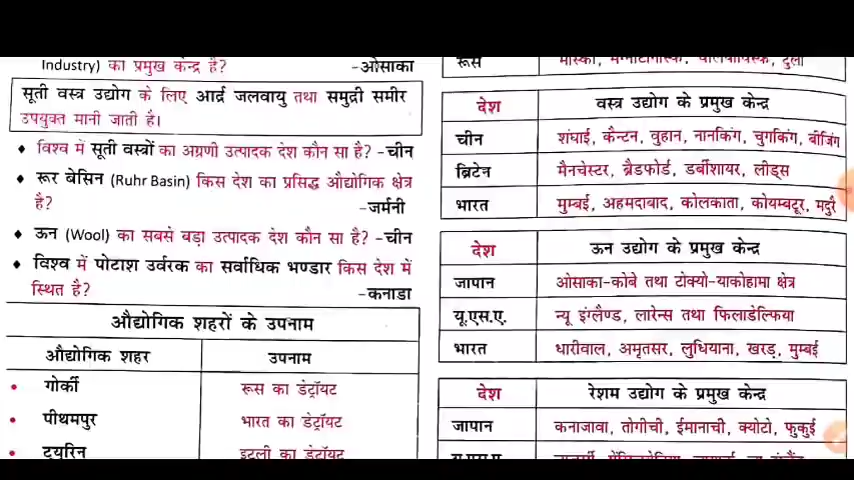 Industry) का प्रमुख केन्द्र है? -ओसाका
सूती वस्त्र उद्योग के लिए आर्द्र जलवायु तथा समुद्री समीर
उपयुक्त मानी जाती है।
♦ विश्व में सूती वस्त्रों का अग्रणी उत्पादक देश कौन सा है? -चीन
♦ रूर बेसिन (Ruhr Basin) किस देश का प्रसिद्ध औद्योगिक क्षेत्र
है? -जर्मनी
♦ ऊन (Wool) का सबसे बड़ा उत्पादक देश कौन सा है? -चीन
♦ विश्व में पोटाश उर्वरक का सर्वाधिक भण्डार किस देश में
स्थित है? -कनाडा
औद्योगिक शहरों के उपनाम
औद्योगिक शहर उपनाम
• गोर्की रूस का डेट्रॉयट
• पीथमपुर भारत का डेट्रॉयट
• ट्यूरिन इटली का डेट्रॉयट
रूस
देश वस्त्र उद्योग के प्रमुख केन्द्र
चीन शंघाई, कैन्टन, वुहान, नानकिंग, चुगकिंग, बीजिंग
ब्रिटेन मैनचेस्टर, ब्रैडफोर्ड, डर्बीशायर, लीड्स
भारत मुम्बई, अहमदाबाद, कोलकाता, कोयम्बटूर, मदुरै
देश ऊन उद्योग के प्रमुख केन्द्र
जापान ओसाका-कोबे तथा टोक्यो-याकोहामा क्षेत्र
यू.एस.ए. न्यू इंग्लैण्ड, लारेन्स तथा फिलाडेल्फिया
भारत धारीवाल, अमृतसर, लुधियाना, खरड़, मुम्बई
देश रेशम उद्योग के प्रमुख केन्द्र
जापान कनाजावा, तोगीची, ईमानाची, क्योटो, फुकुई